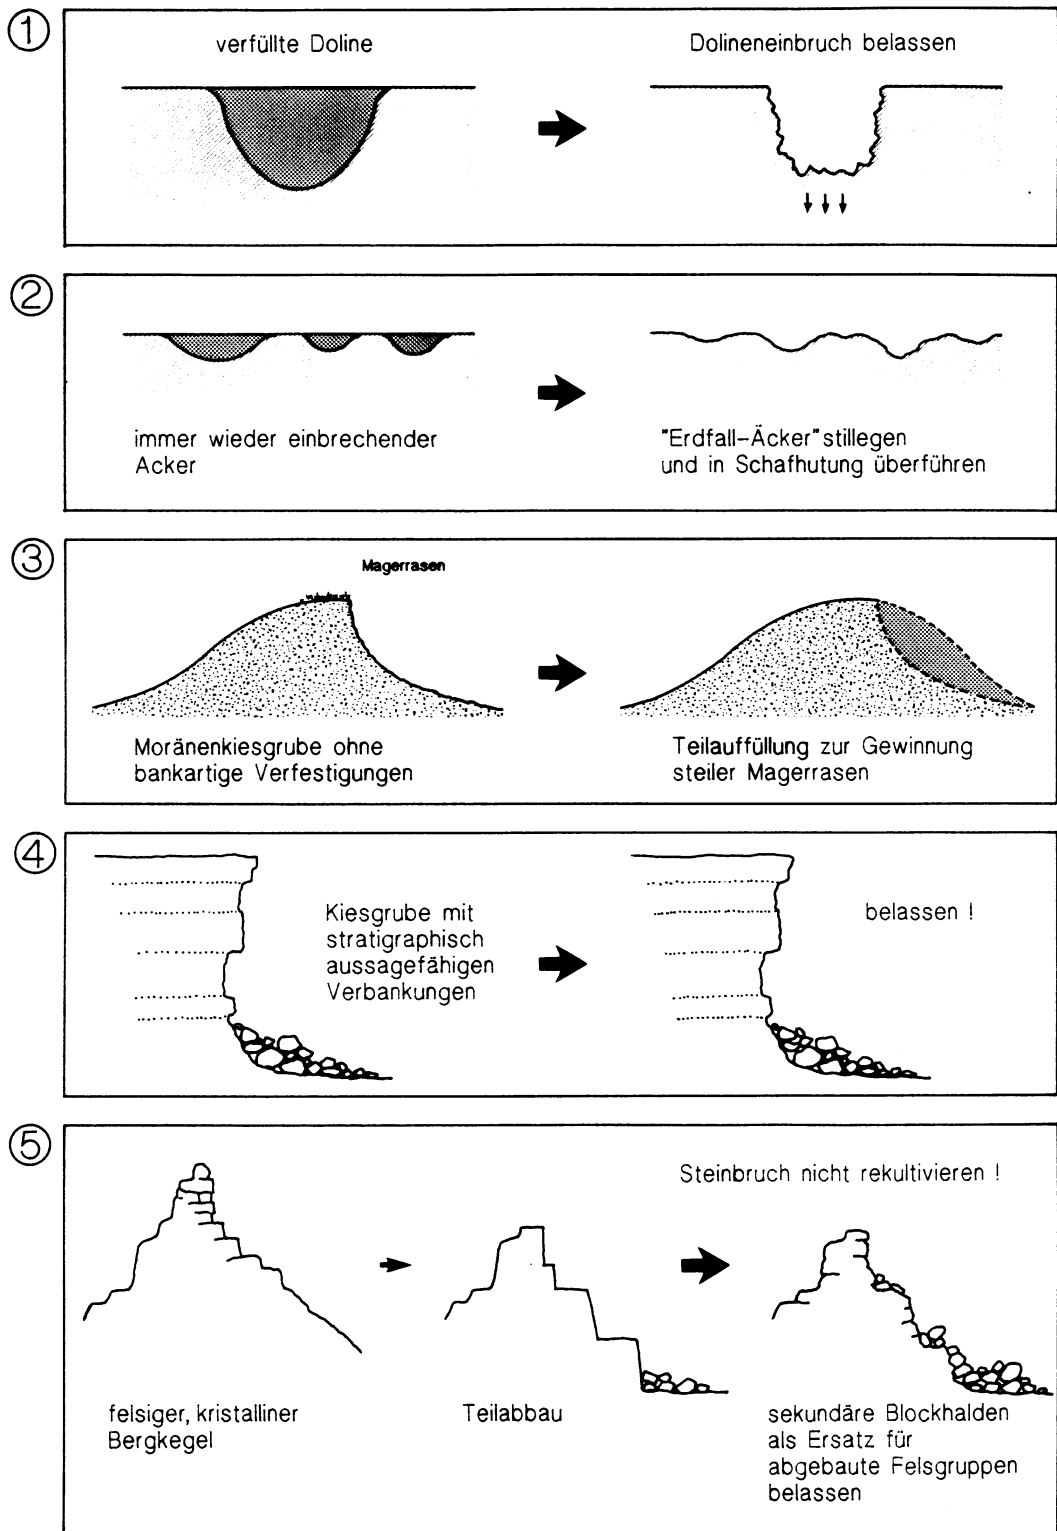 ①
verfüllte Doline
Dolineneinbruch belassen
②
immer wieder einbrechender
Acker
"Erdfall-Äcker" stillegen
und in Schafhutung überführen
③
Magerrasen
Moränenkiesgrube ohne
bankartige Verfestigungen
Teilauffüllung zur Gewinnung
steiler Magerrasen
④
Kiesgrube mit
stratigraphisch
aussagefähigen
Verbankungen
belassen !
⑤
Steinbruch nicht rekultivieren !
felsiger, kristalliner
Bergkegel
Teilabbau
sekundäre Blockhalden
als Ersatz für
abgebaute Felsgruppen
belassen